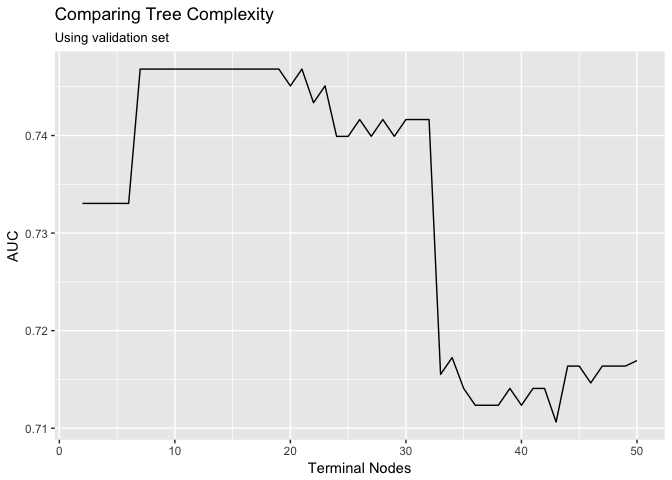 Comparing Tree Complexity
Using validation set
AUC
0.74
0.73
0.72
0.71
0
10
20
30
40
50
Terminal Nodes